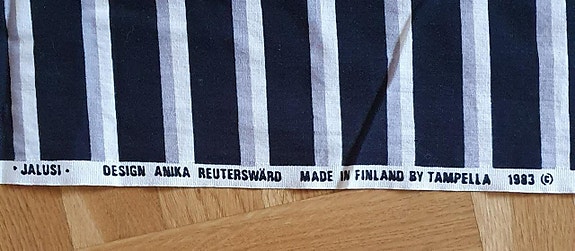 • JALUSI • DESIGN ANIKA REUTERSWÄRD MADE IN FINLAND BY TAMPELLA 1983 ©